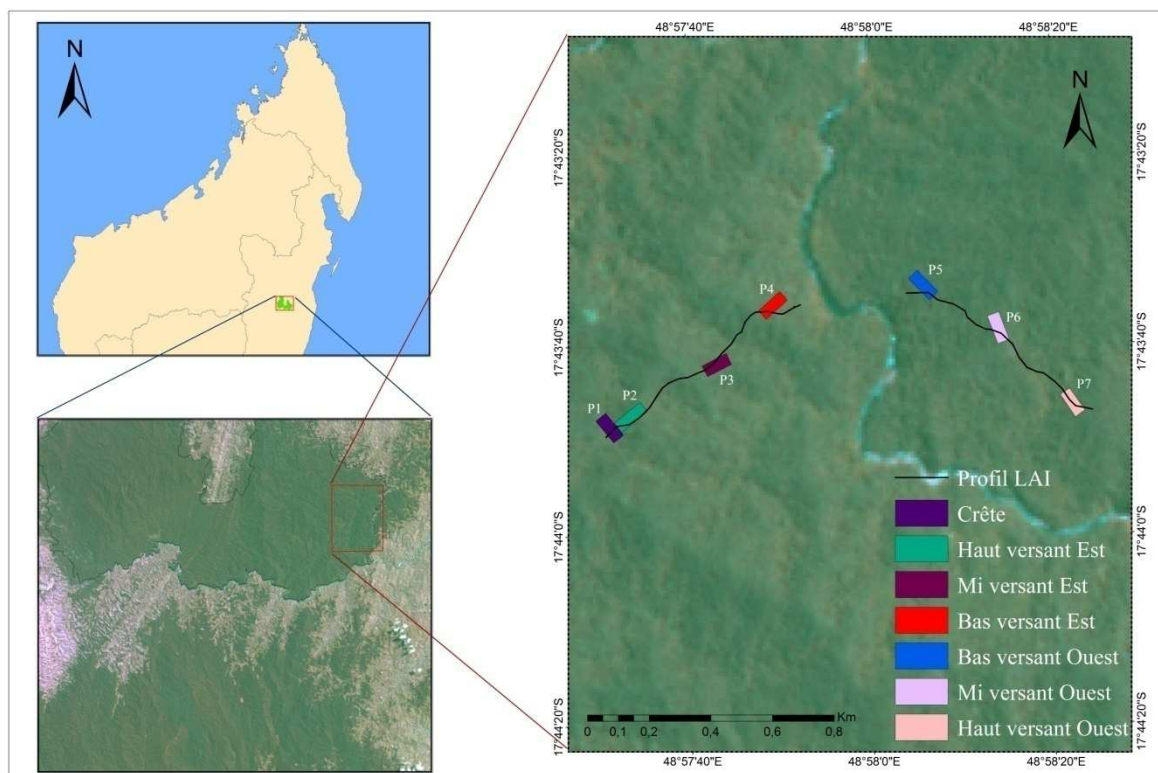 N
48°57'40"E
48°58'0"E
48°58'20"E
N
17°43'20"S
17°43'20"S
P5
P4
P6
17°43'40"S
17°43'40"S
P3
P7
P2
P1
Profil LAI
Crête
17°44'0"S
17°44'0"S
Haut versant Est
Mi versant Est
Bas versant Est
Bas versant Ouest
Mi versant Ouest
Haut versant Ouest
17°44'20"S
17°44'20"S
Km
0 0,1 0,2 0,4 0,6 0,8
48°57'40"E
48°58'0"E
48°58'20"E